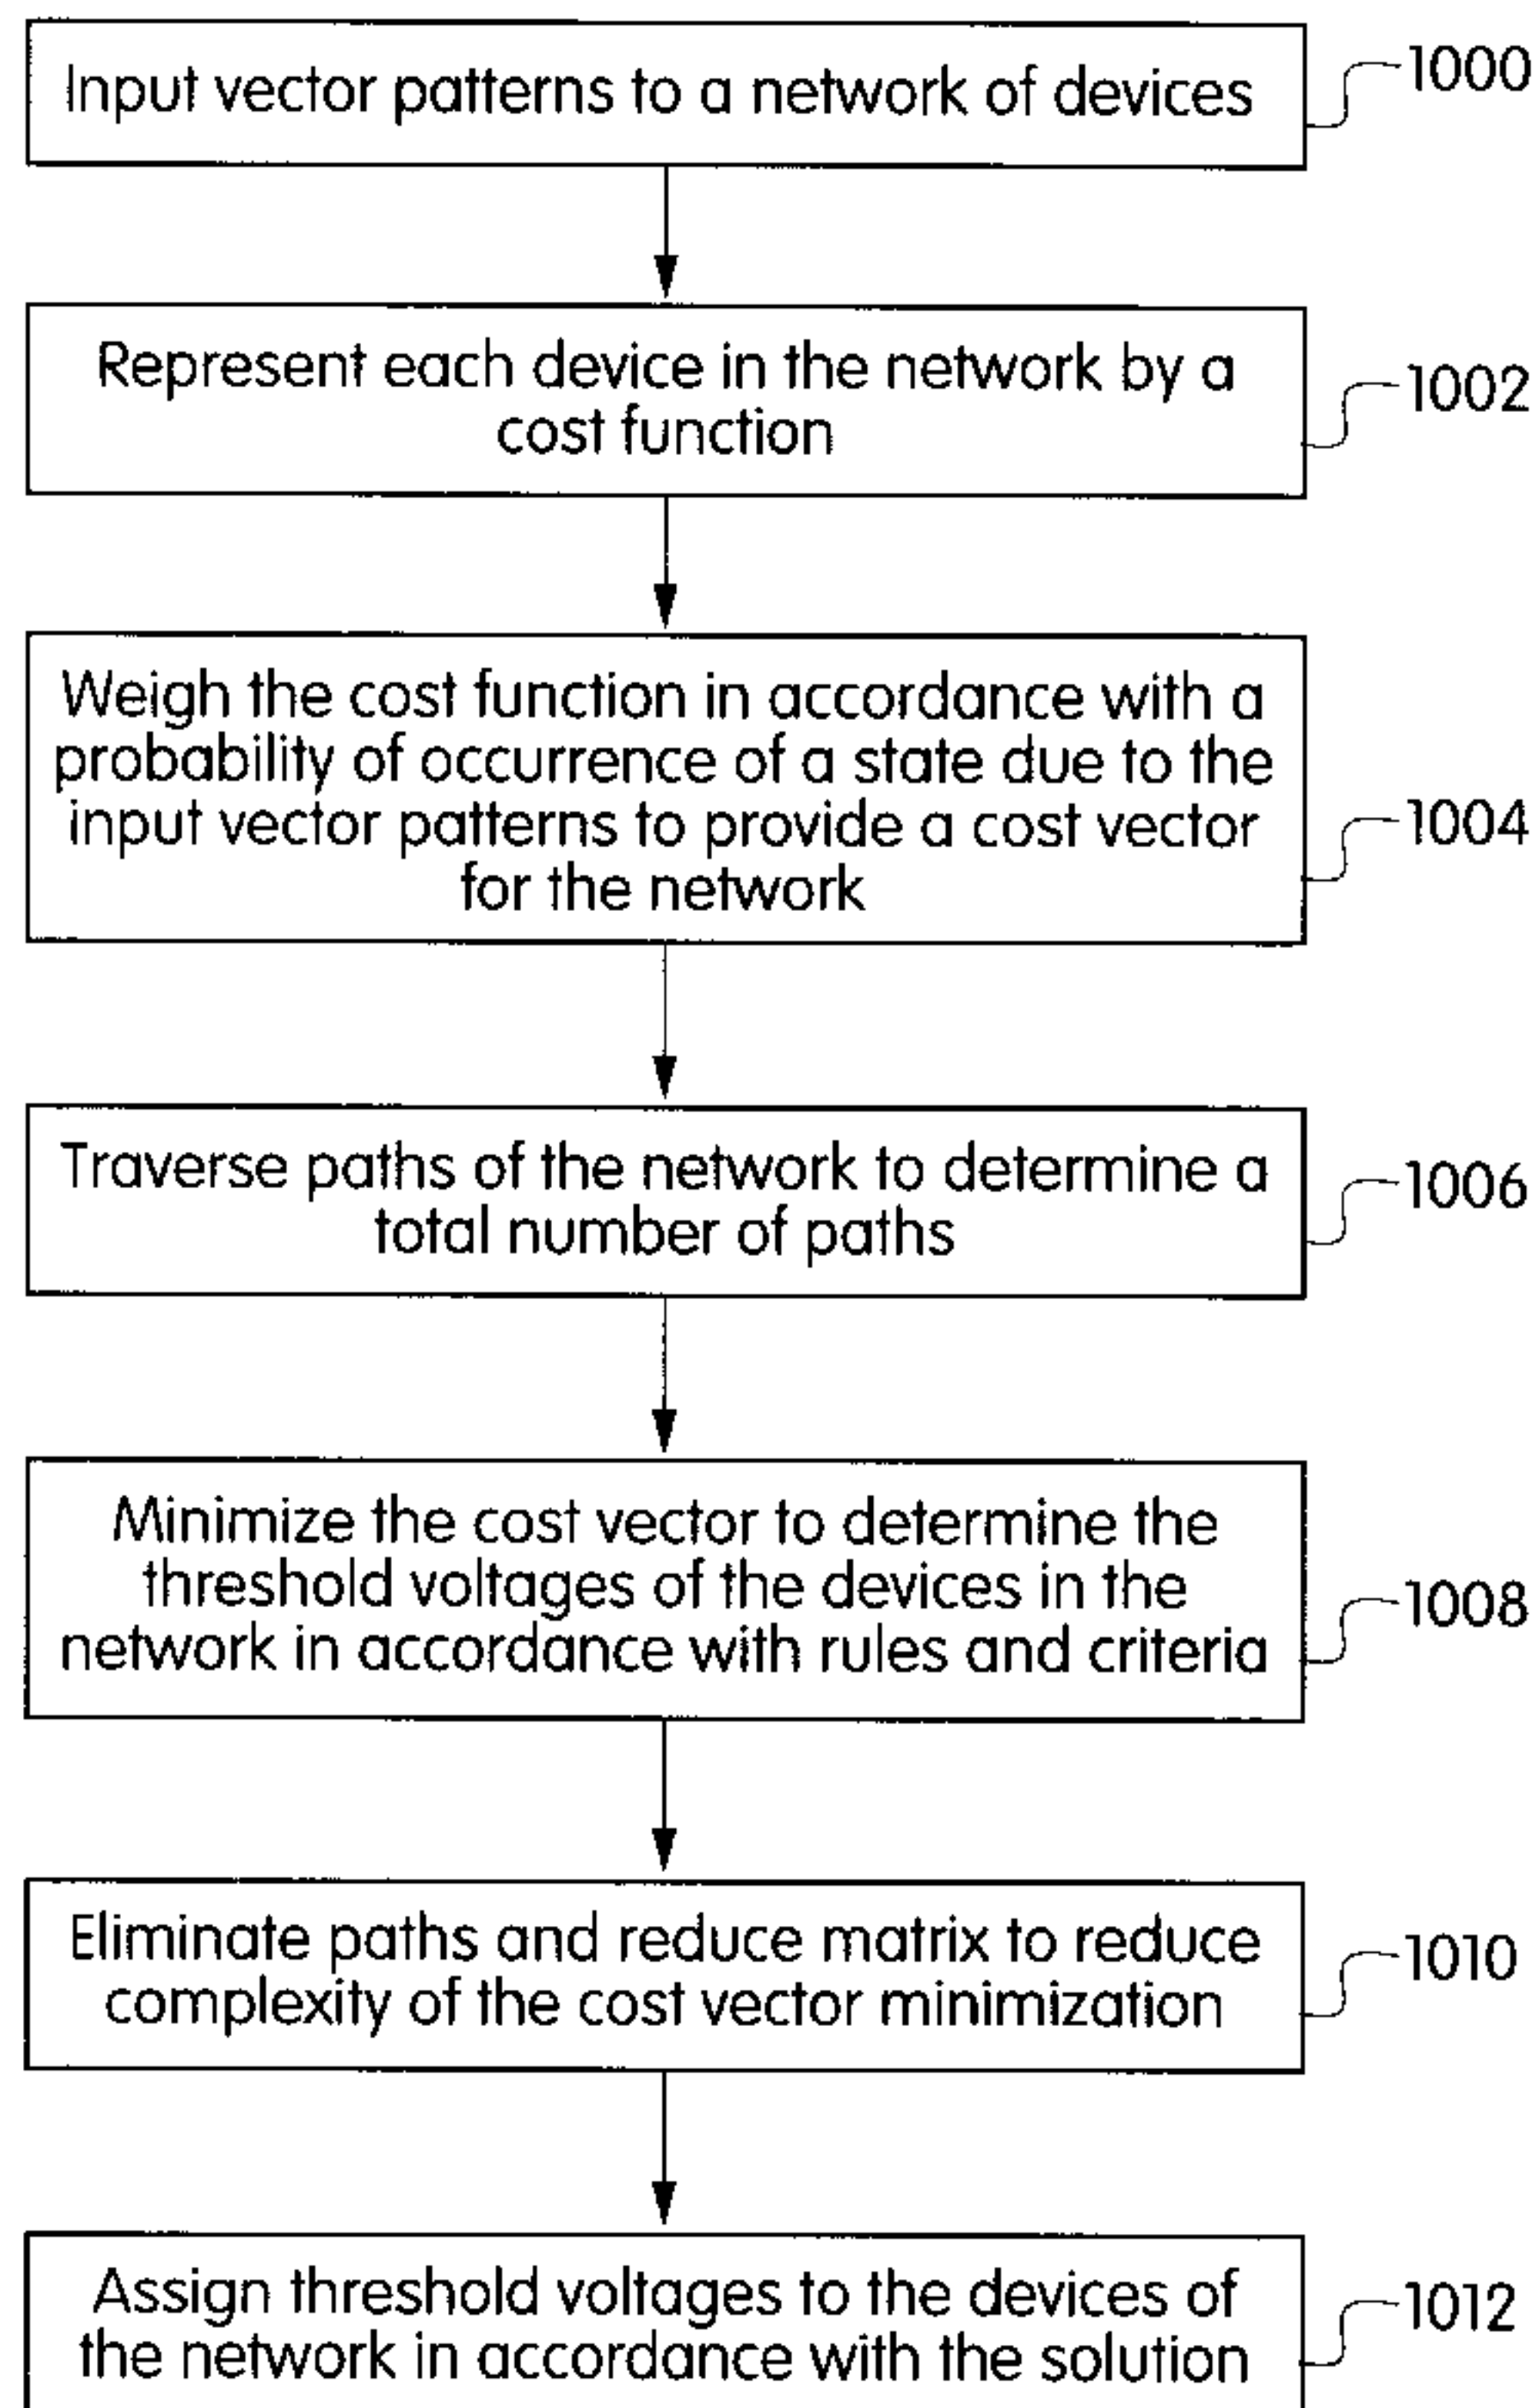 Input vector patterns to a network of devices
1000
Represent each device in the network by a
cost function
1002
Weigh the cost function in accordance with a
probability of occurrence of a state due to the
input vector patterns to provide a cost vector
for the network
1004
Traverse paths of the network to determine a
total number of paths
1006
Minimize the cost vector to determine the
threshold voltages of the devices in the
network in accordance with rules and criteria
1008
Eliminate paths and reduce matrix to reduce
complexity of the cost vector minimization
1010
Assign threshold voltages to the devices of
the network in accordance with the solution
1012